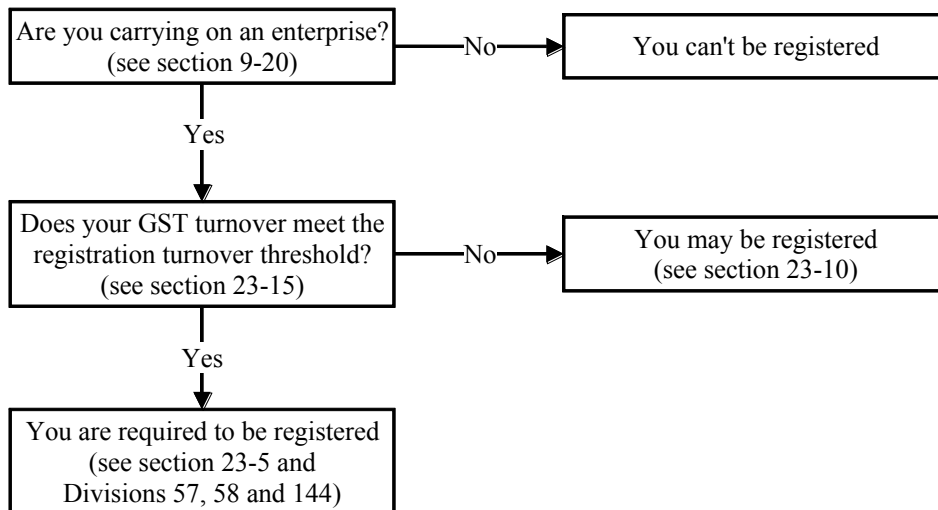 Are you carrying on an enterprise?
(see section 9-20)
No
You can't be registered
Yes
Does your GST turnover meet the
registration turnover threshold?
(see section 23-15)
No
You may be registered
(see section 23-10)
Yes
You are required to be registered
(see section 23-5 and
Divisions 57, 58 and 144)